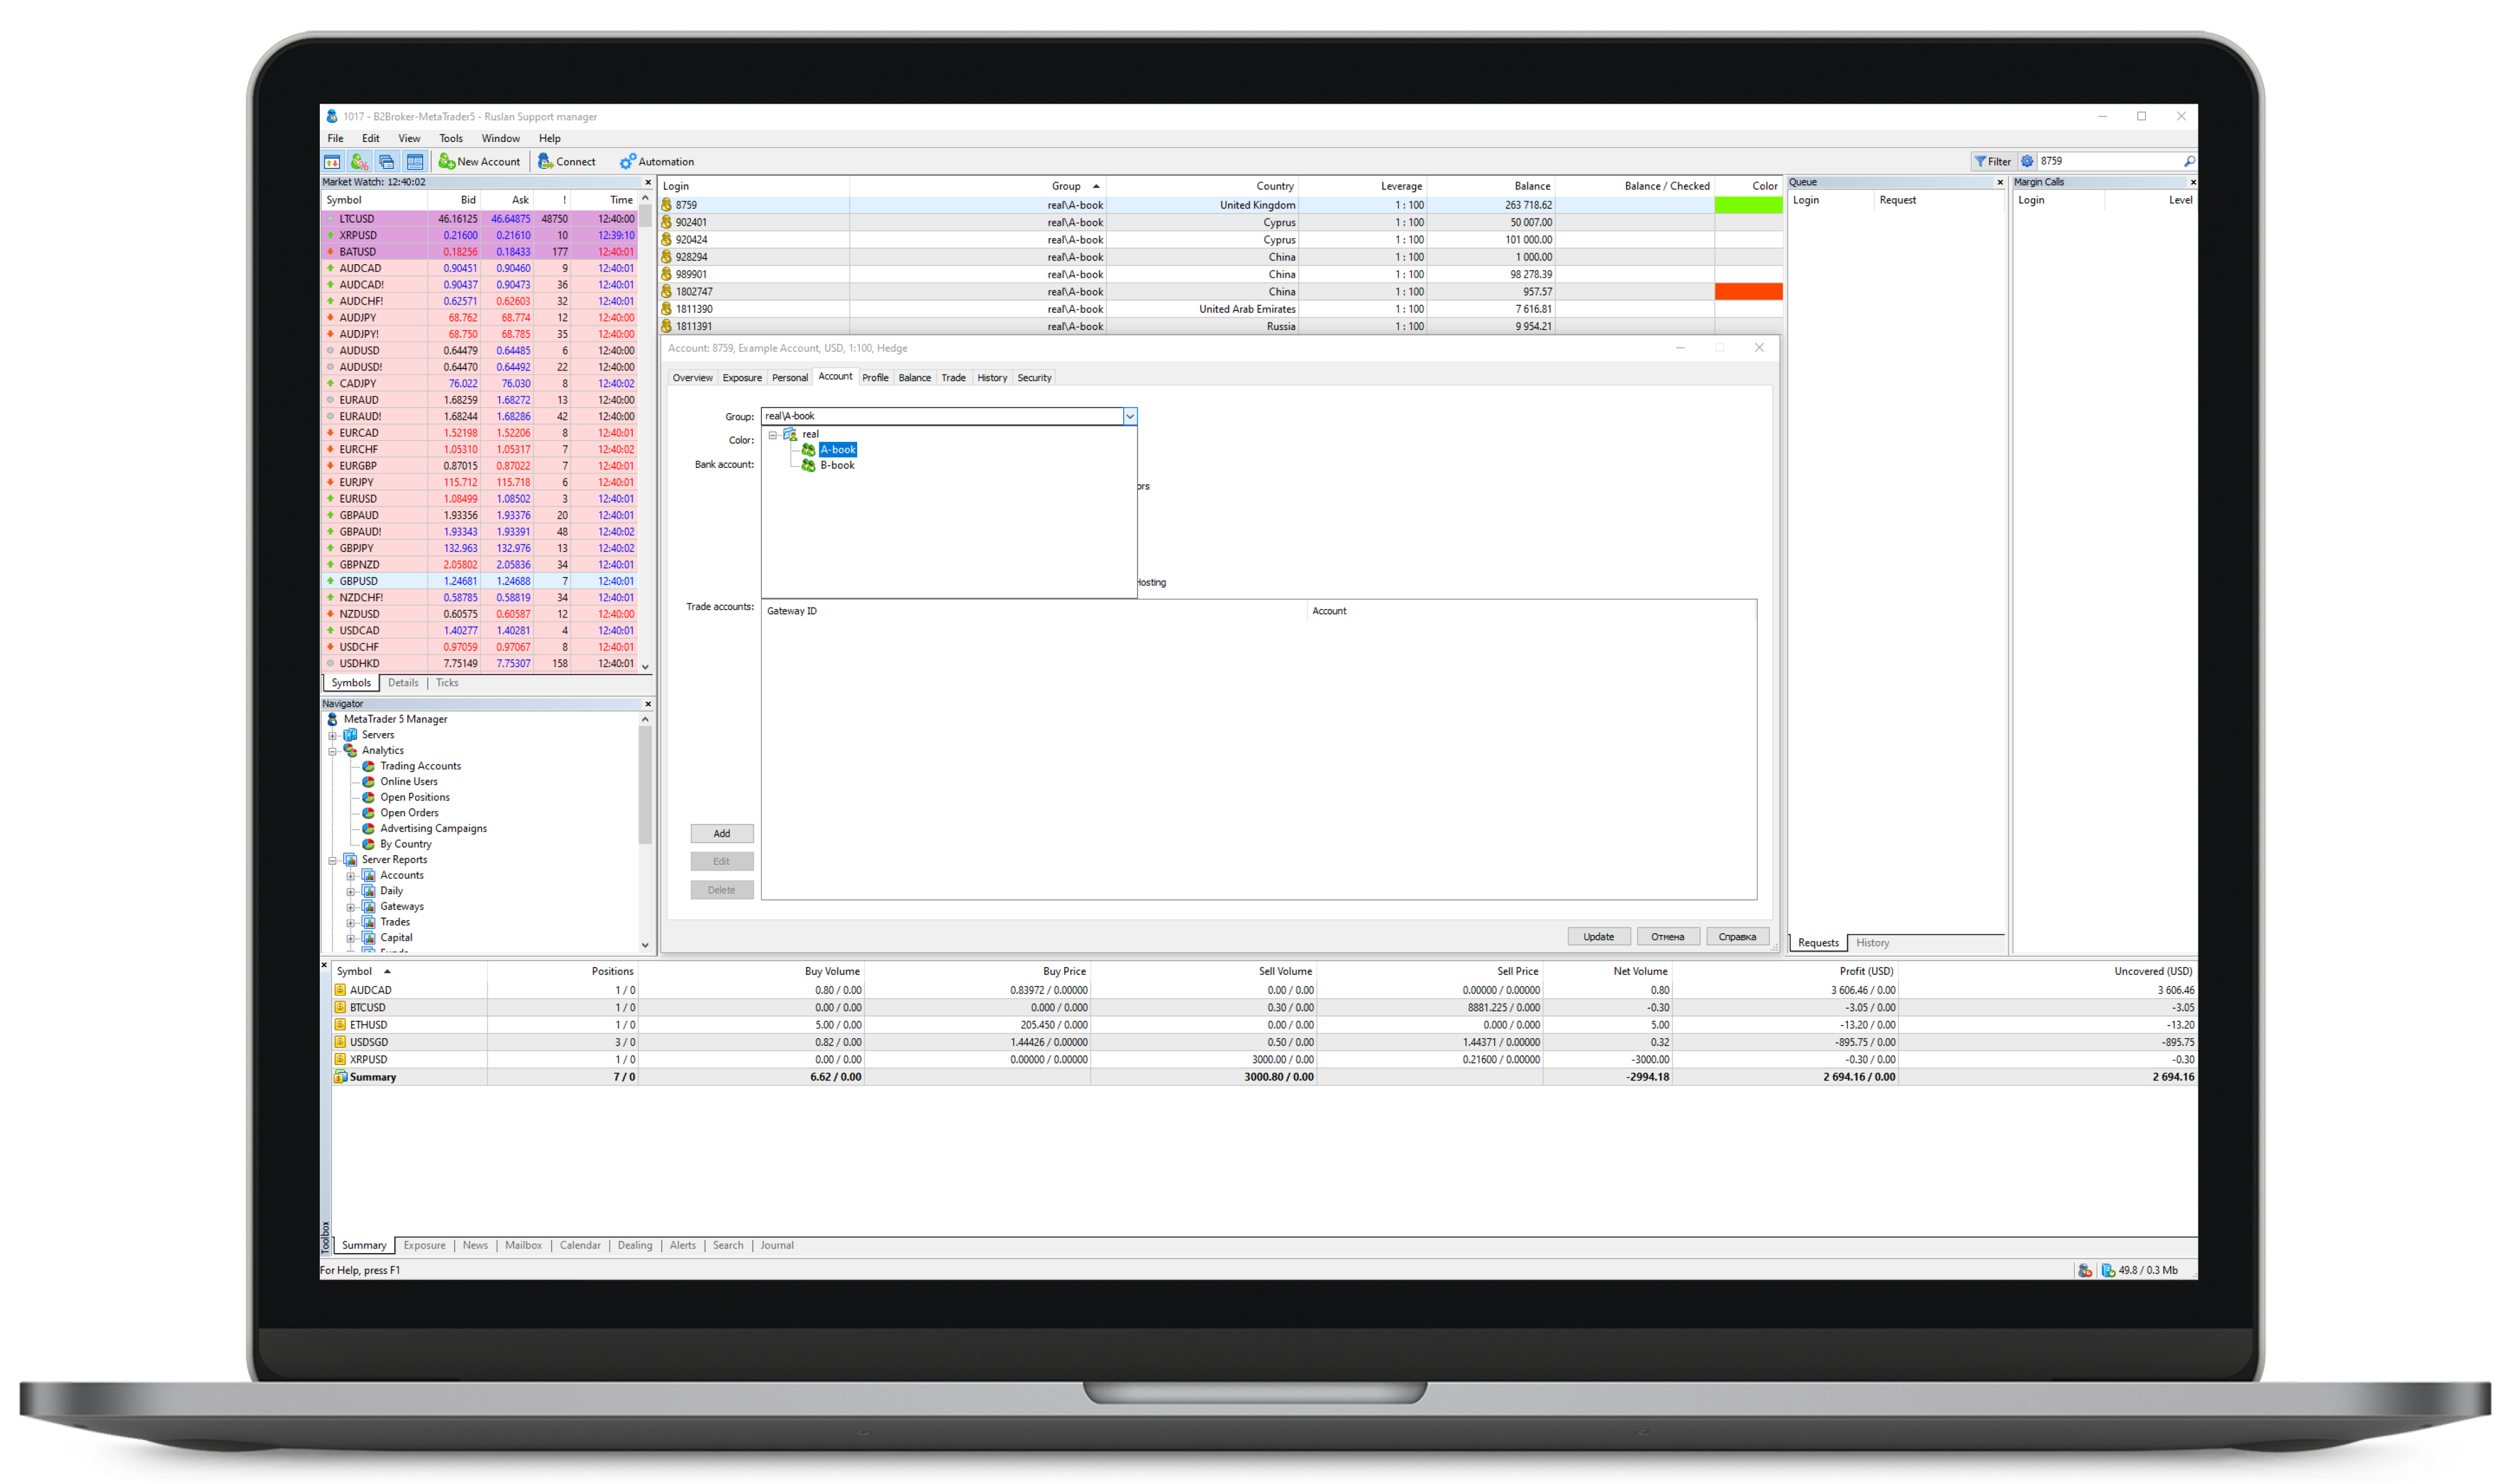 1017 - B2Broker-MetaTrader5 - Ruslan Support manager
File Edit View Tools Window Help
New Account Connect Automation Filter 8759
Market Watch: 12:40:02
Symbol Bid Ask ! Time
LTCUSD 46.16125 46.64875 48750 12:40:00
XRPUSD 0.21600 0.21610 10 12:39:10
BATUSD 0.18256 0.18433 177 12:40:01
AUDCAD 0.90451 0.90460 9 12:40:01
AUDCAD! 0.90437 0.90473 36 12:40:01
AUDCHF! 0.62571 0.62603 32 12:40:01
AUDJPY 68.762 68.774 12 12:40:00
AUDJPY! 68.750 68.785 35 12:40:00
AUDUSD 0.64479 0.64485 6 12:40:00
AUDUSD! 0.64470 0.64492 22 12:40:00
CADJPY 76.022 76.030 8 12:40:02
EURAUD 1.68259 1.68272 13 12:40:00
EURAUD! 1.68244 1.68286 42 12:40:00
EURCAD 1.52198 1.52206 8 12:40:01
EURCHF 1.05310 1.05317 7 12:40:02
EURGBP 0.87015 0.87022 7 12:40:01
EURJPY 115.712 115.718 6 12:40:01
EURUSD 1.08499 1.08502 3 12:40:01
GBPAUD 1.93356 1.93376 20 12:40:01
GBPAUD! 1.93343 1.93391 48 12:40:02
GBPJPY 132.963 132.976 13 12:40:02
GBPNZD 2.05802 2.05836 34 12:40:01
GBPUSD 1.24681 1.24688 7 12:40:01
NZDCHF! 0.58785 0.58819 34 12:40:01
NZDUSD 0.60575 0.60587 12 12:40:00
USDCAD 1.40277 1.40281 4 12:40:01
USDCHF 0.97059 0.97067 8 12:40:01
USDHKD 7.75149 7.75307 158 12:40:01
Symbols Details Ticks
Navigator
MetaTrader 5 Manager
Servers
Analytics
Trading Accounts
Online Users
Open Positions
Open Orders
Advertising Campaigns
By Country
Server Reports
Accounts
Daily
Gateways
Trades
Capital
Login Group Country Leverage Balance Balance / Checked Color
8759 real\A-book United Kingdom 1 : 100 263 718.62
902401 real\A-book Cyprus 1 : 100 50 007.00
920424 real\A-book Cyprus 1 : 100 101 000.00
928294 real\A-book China 1 : 100 1 000.00
989901 real\A-book China 1 : 100 98 278.39
1802747 real\A-book China 1 : 100 957.57
1811390 real\A-book United Arab Emirates 1 : 100 7 616.81
1811391 real\A-book Russia 1 : 100 9 954.21
Account: 8759, Example Account, USD, 1:100, Hedge
Overview Exposure Personal Account Profile Balance Trade History Security
Group: real\A-book
real
Color:
A-book
Bank account: B-book
ors
Hosting
Trade accounts: Gateway ID Account
Add
Edit
Delete
Update Отмена Справка
Queue
Login Request
Requests History
Margin Calls
Login Level
Symbol Positions Buy Volume Buy Price Sell Volume Sell Price Net Volume Profit (USD) Uncovered (USD)
AUDCAD 1 / 0 0.80 / 0.00 0.83972 / 0.00000 0.00 / 0.00 0.00000 / 0.00000 0.80 3 606.46 / 0.00 3 606.46
BTCUSD 1 / 0 0.00 / 0.00 0.000 / 0.000 0.30 / 0.00 8881.225 / 0.000 -0.30 -3.05 / 0.00 -3.05
ETHUSD 1 / 0 5.00 / 0.00 205.450 / 0.000 0.00 / 0.00 0.000 / 0.000 5.00 -13.20 / 0.00 -13.20
USDSGD 3 / 0 0.82 / 0.00 1.44426 / 0.00000 0.50 / 0.00 1.44371 / 0.00000 0.32 -895.75 / 0.00 -895.75
XRPUSD 1 / 0 0.00 / 0.00 0.00000 / 0.00000 3000.00 / 0.00 0.21600 / 0.00000 -3000.00 -0.30 / 0.00 -0.30
Summary 7 / 0 6.62 / 0.00 3000.80 / 0.00 -2994.18 2 694.16 / 0.00 2 694.16
Toolbox
Summary Exposure News Mailbox Calendar Dealing Alerts Search Journal
For Help, press F1 49.8 / 0.3 Mb